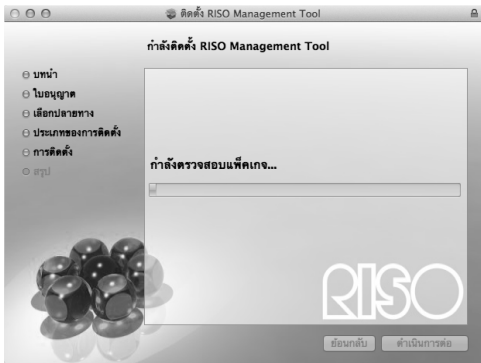 ติดตั้ง RISO Management Tool
กำลังติดตั้ง RISO Management Tool
บทนำ
ใบอนุญาต
เลือกปลายทาง
ประเภทของการติดตั้ง
การติดตั้ง
สรุป
กำลังตรวจสอบแพ็คเกจ...
RISO
ย้อนกลับ
ดำเนินการต่อ